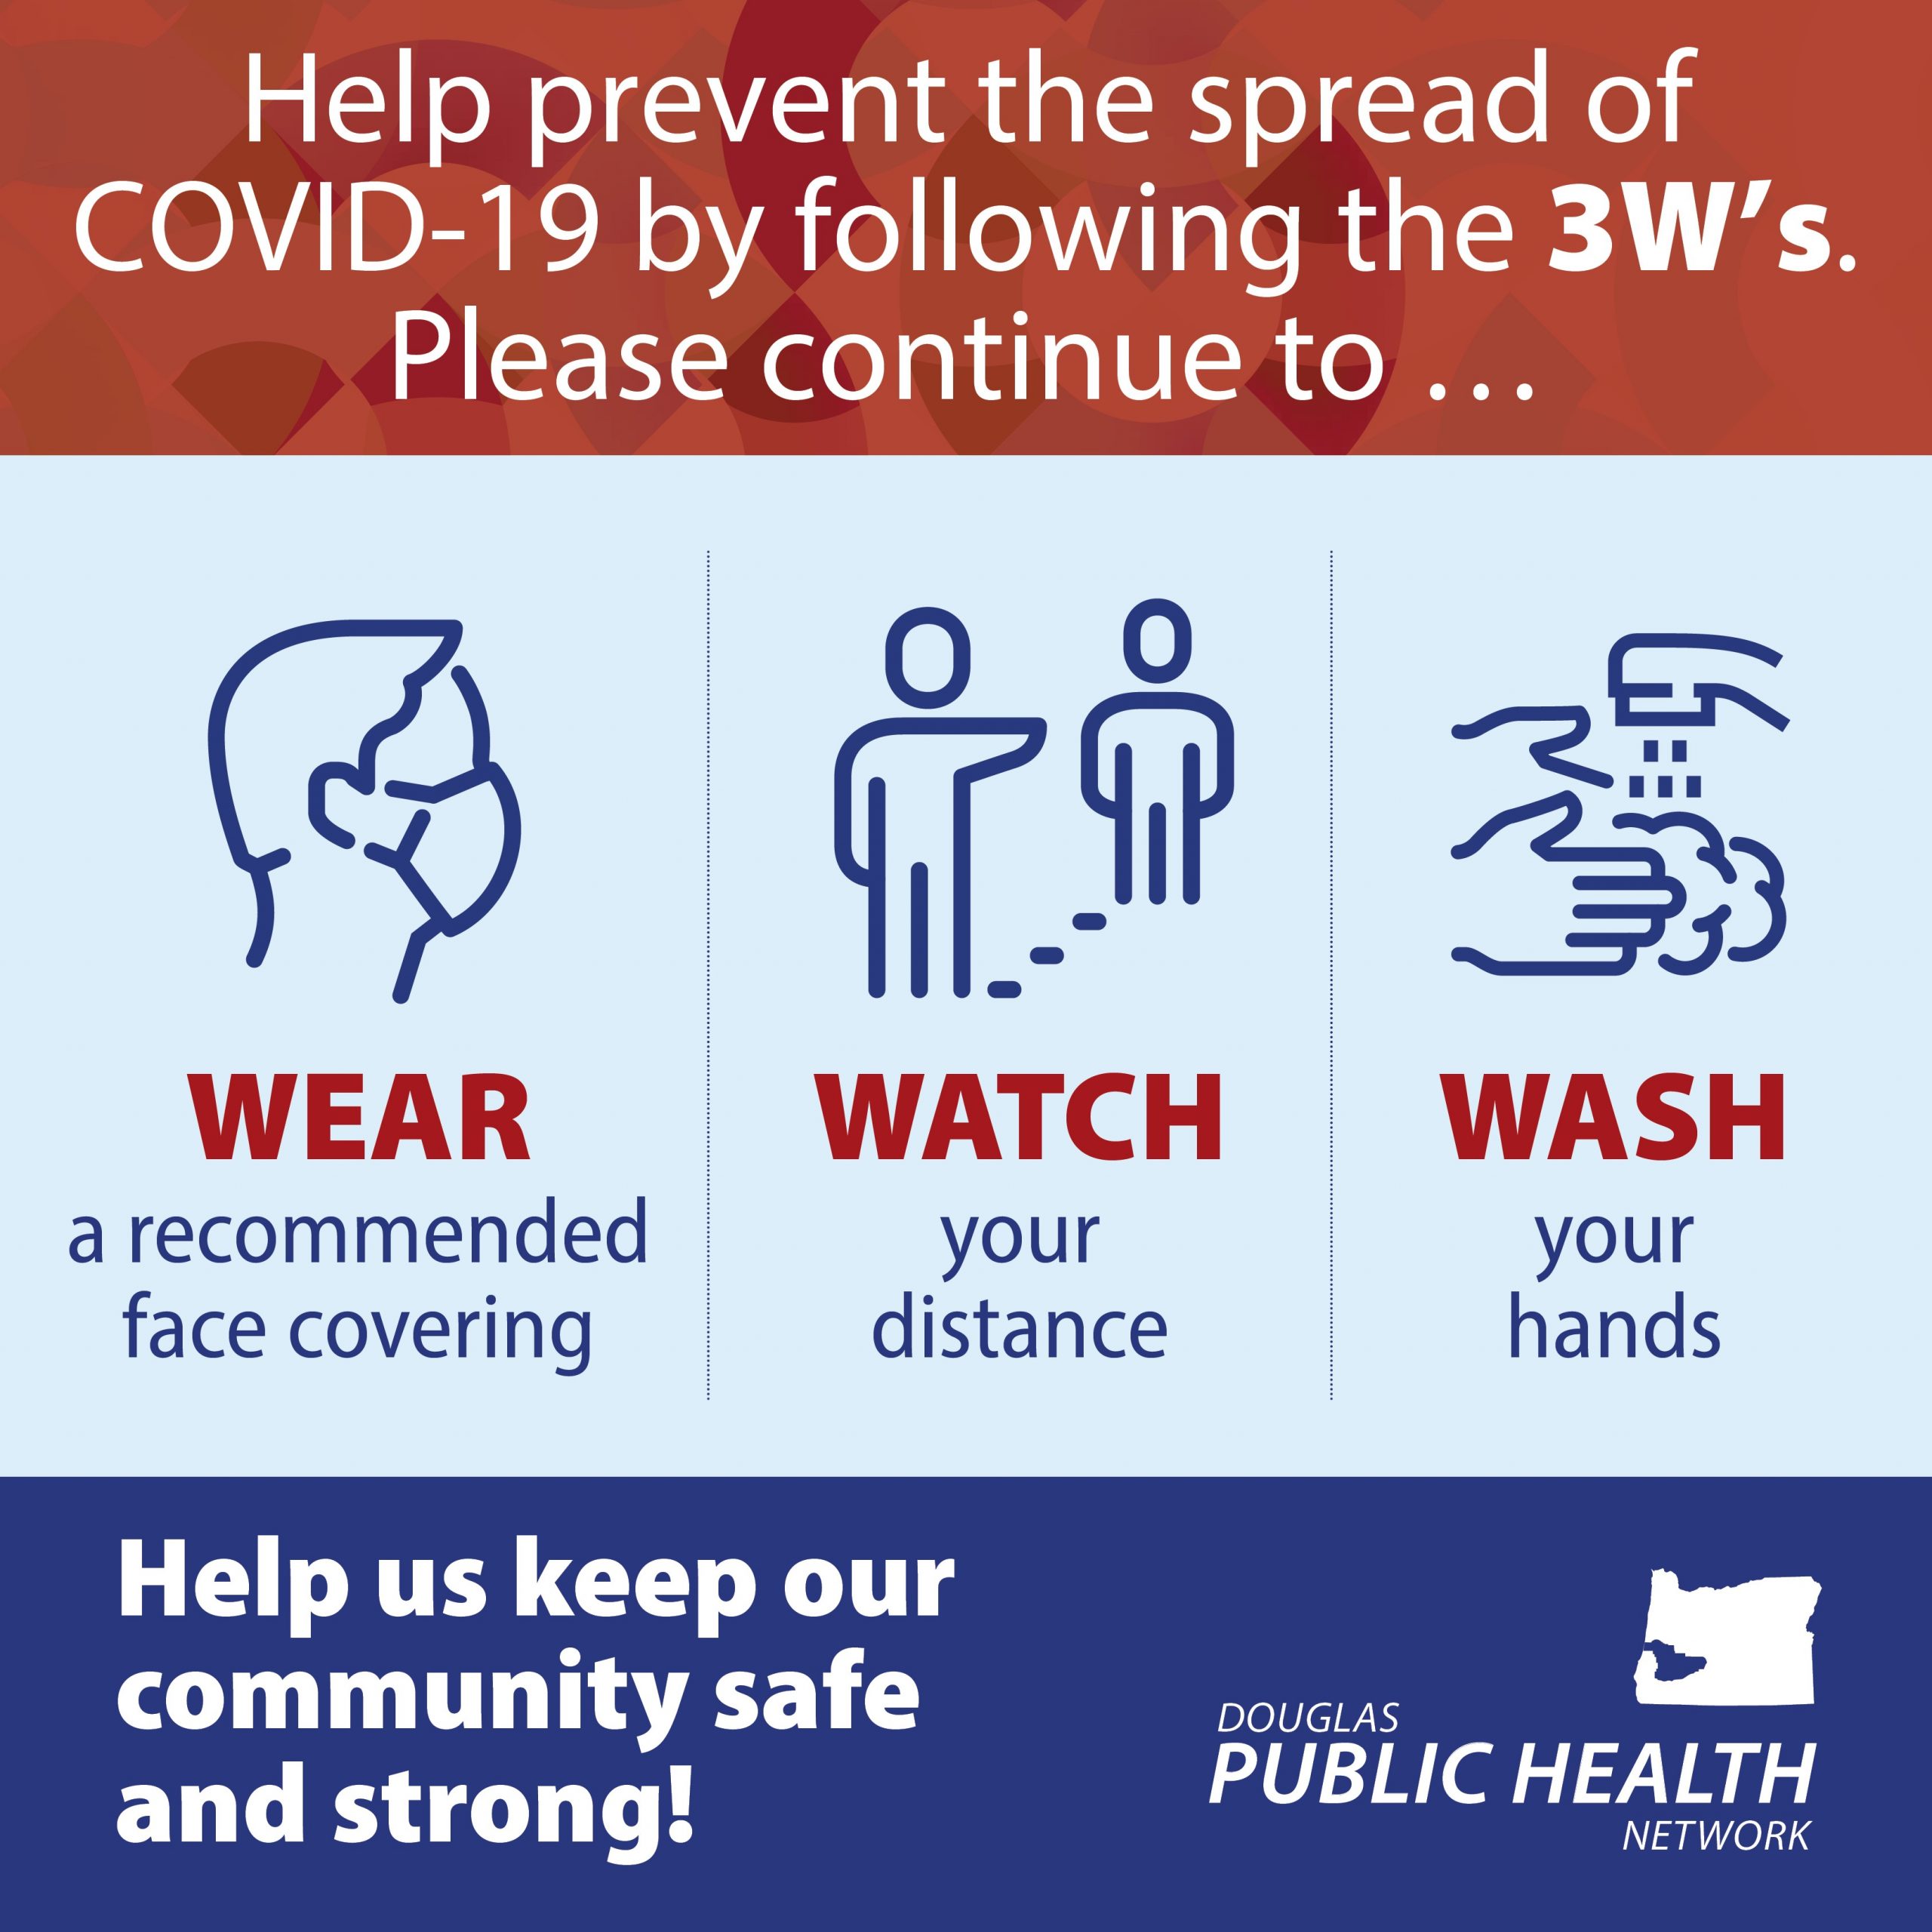 Help prevent the spread of
COVID-19 by following the 3W's.
Please continue to ...
WEAR
a recommended
face covering
WATCH
your
distance
WASH
your
hands
Help us keep our
community safe
and strong!
DOUGLAS
PUBLIC HEALTH
NETWORK